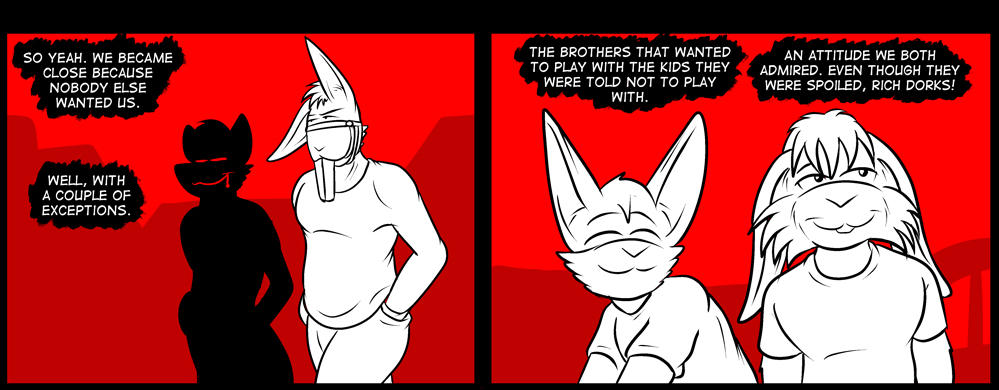 SO YEAH. WE BECAME
CLOSE BECAUSE
NOBODY ELSE
WANTED US.
WELL, WITH
A COUPLE OF
EXCEPTIONS.
THE BROTHERS THAT WANTED
TO PLAY WITH THE KIDS THEY
WERE TOLD NOT TO PLAY
WITH.
AN ATTITUDE WE BOTH
ADMIRED. EVEN THOUGH THEY
WERE SPOILED, RICH DORKS!